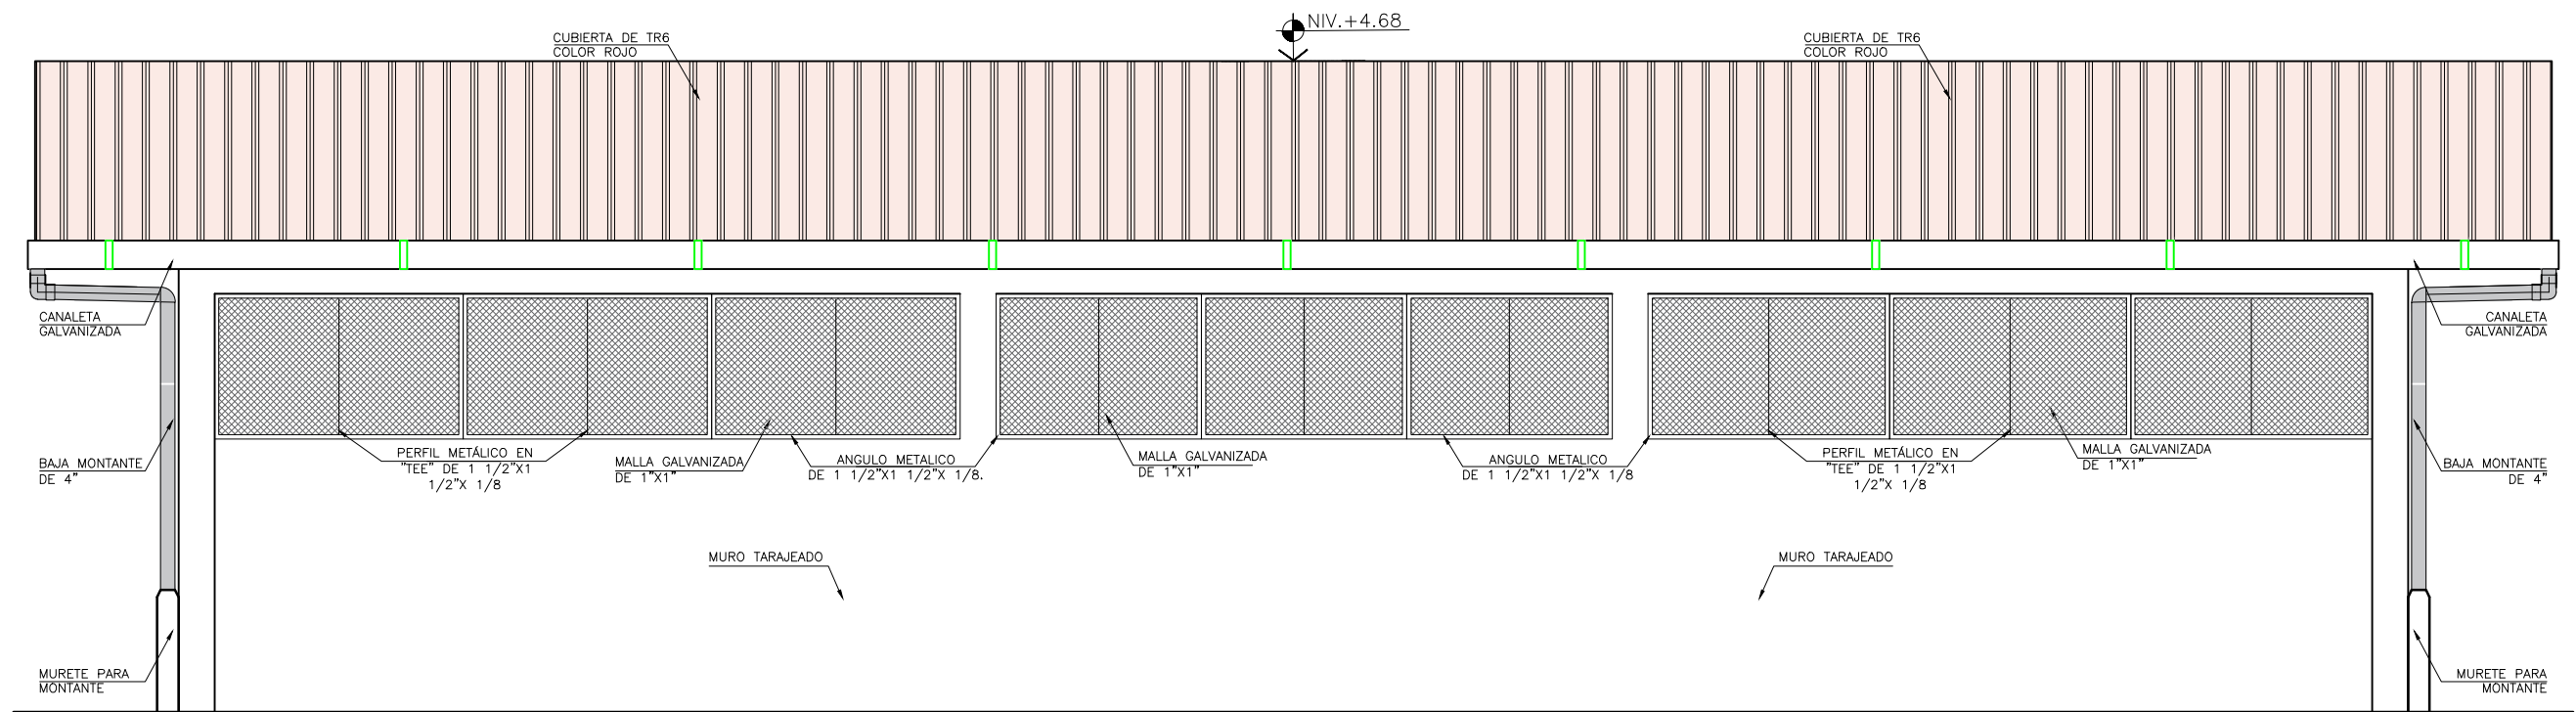 NIV.+4.68
CUBIERTA DE TR6
COLOR ROJO
CUBIERTA DE TR6
COLOR ROJO
CANALETA
GALVANIZADA
CANALETA
GALVANIZADA
PERFIL METÁLICO EN
"TEE" DE 1 1/2"X1
1/2"X 1/8
MALLA GALVANIZADA
DE 1"X1"
ANGULO METALICO
DE 1 1/2"X1 1/2"X 1/8.
MALLA GALVANIZADA
DE 1"X1"
ANGULO METALICO
DE 1 1/2"X1 1/2"X 1/8
PERFIL METÁLICO EN
"TEE" DE 1 1/2"X1
1/2"X 1/8
MALLA GALVANIZADA
DE 1"X1"
BAJA MONTANTE
DE 4"
BAJA MONTANTE
DE 4"
MURO TARAJEADO
MURO TARAJEADO
MURETE PARA
MONTANTE
MURETE PARA
MONTANTE